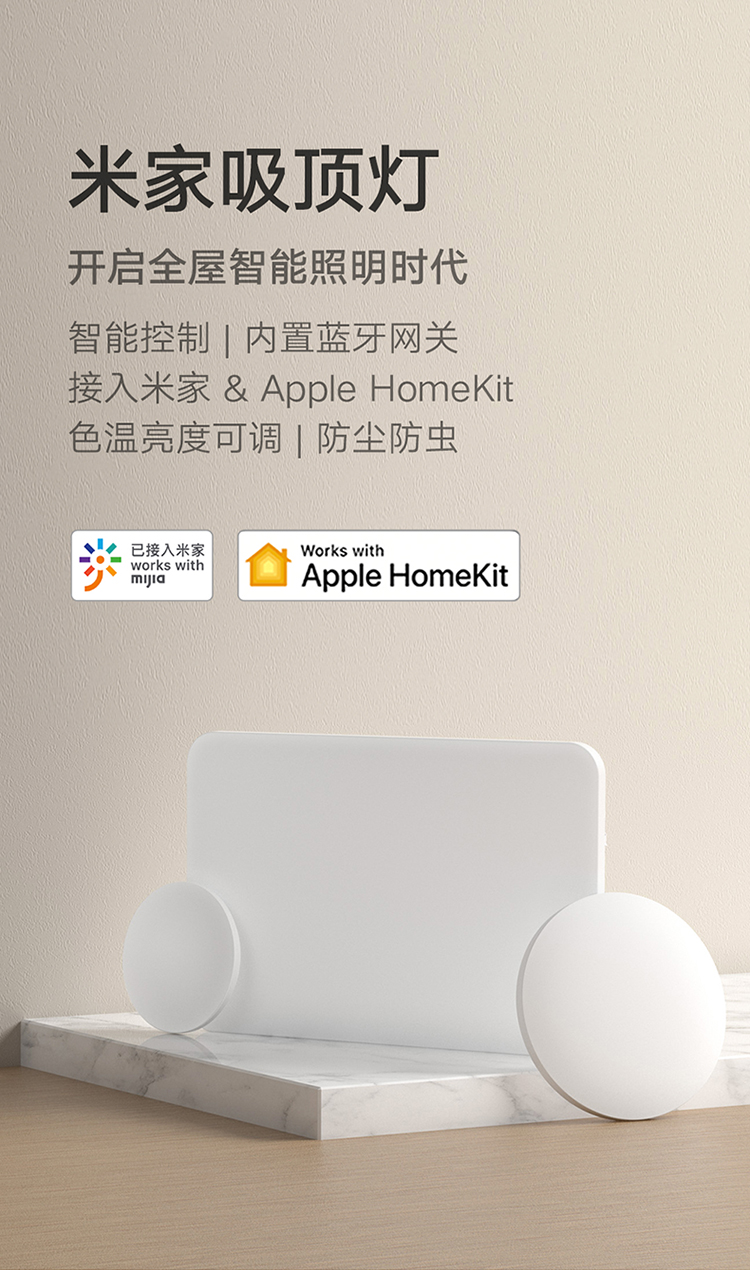 米家吸顶灯
开启全屋智能照明时代
智能控制 | 内置蓝牙网关
接入米家 & Apple HomeKit
色温亮度可调 | 防尘防虫
已接入米家
works with
mijia
Works with
Apple HomeKit